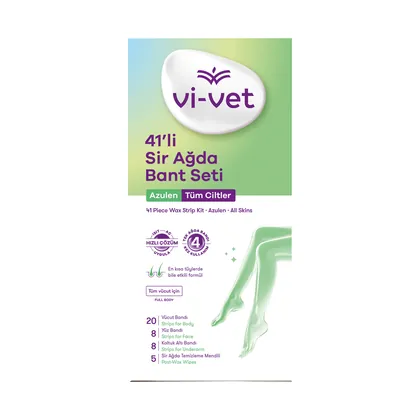 vi-vet
41'li
Sir Ağda
Bant Seti
Azulen Tüm Ciltler
41 Piece Wax Strip Kit - Azulen - All Skins
HIZLI ÇÖZÜM
UYGULA
4
En kısa tüylerde
bile etkili formül
Tüm vücut için
FULL BODY
20 Vücut Bandı
Strips for Body
8 Yüz Bandı
Strips for Face
8 Koltuk Altı Bandı
Strips for Underarm
5 Sir Ağda Temizleme Mendili
Post-Wax Wipes